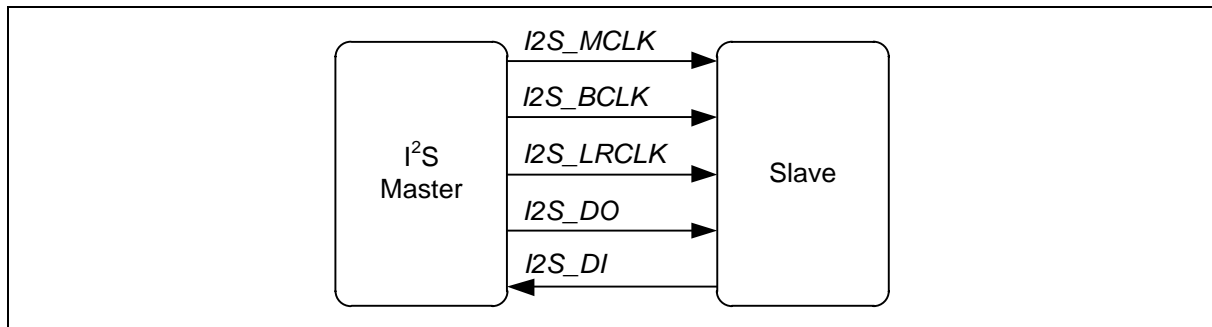 I2S_MCLK
I2S_BCLK
I²S
Master
I2S_LRCLK
Slave
I2S_DO
I2S_DI